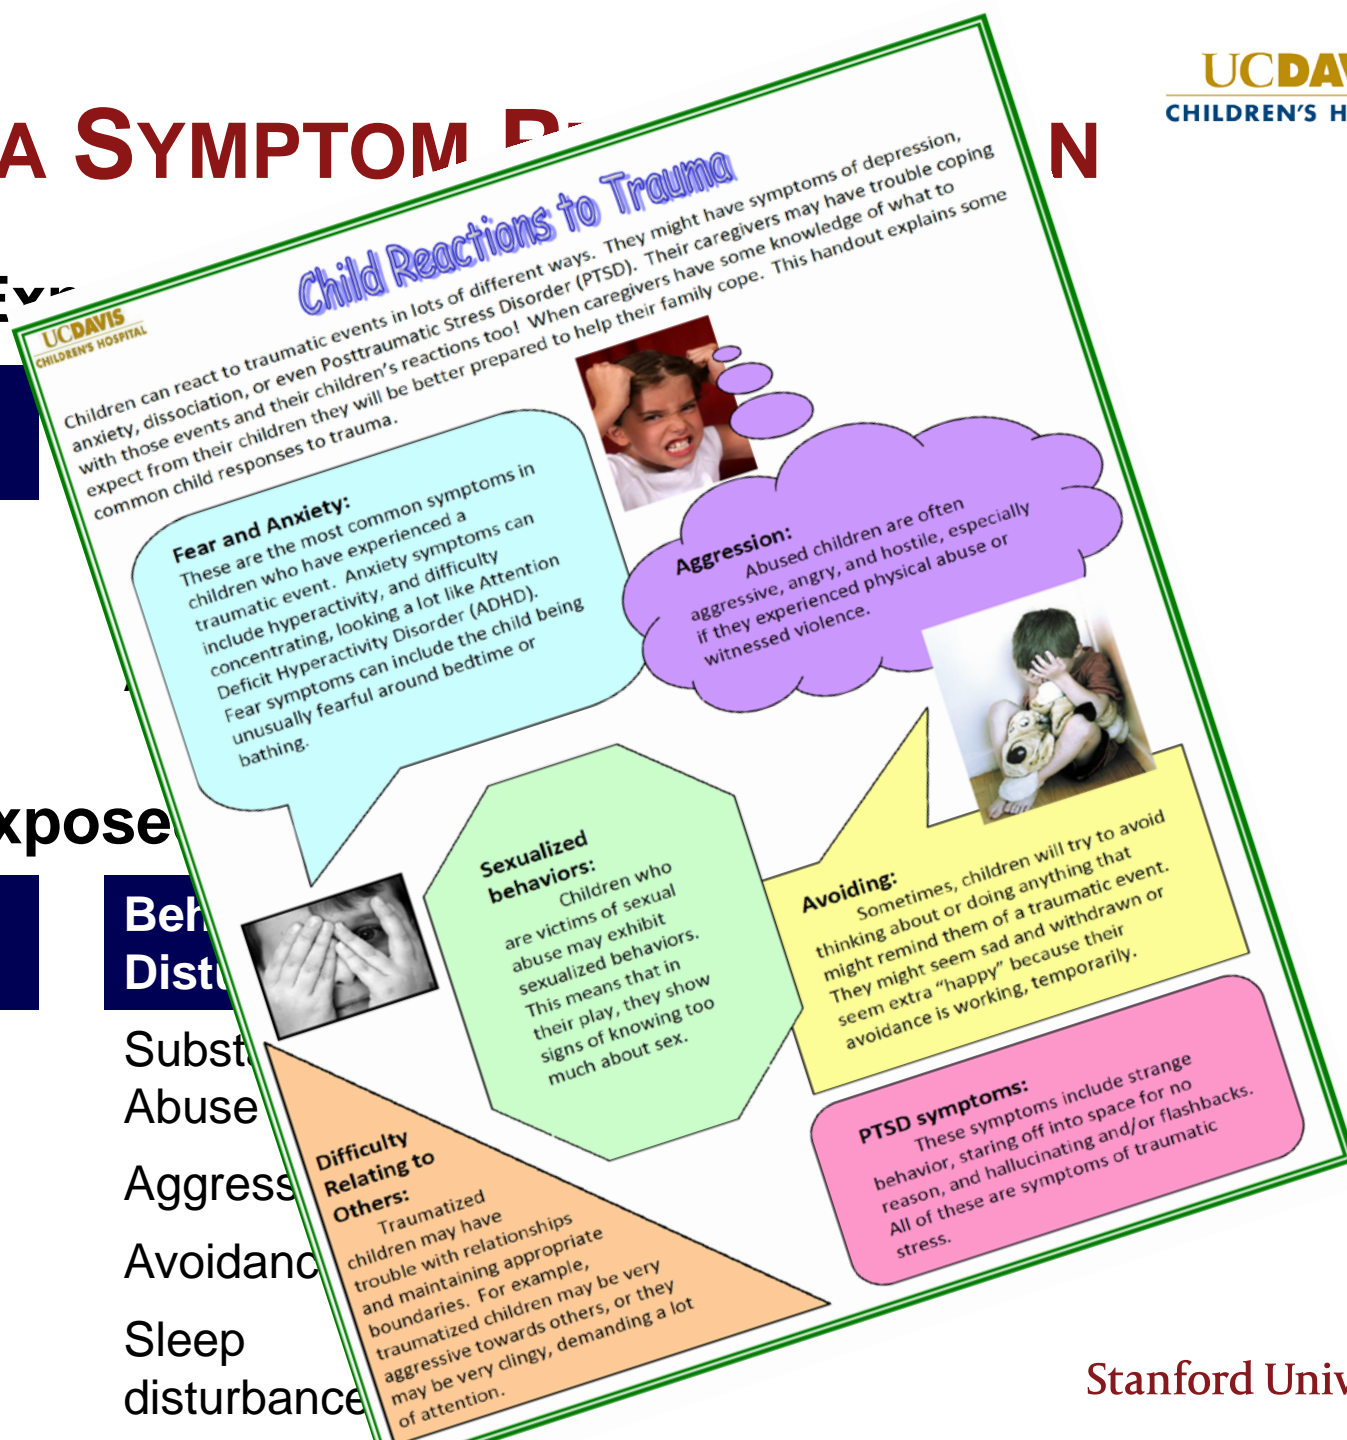 UCDAV
CHILDREN'S H
A SYMPTOM
N
Exp
UCDAVIS
CHILDREN'S HOSPITAL
Child Reactions to Trauma
Children can react to traumatic events in lots of different ways. They might have symptoms of depression,
anxiety, dissociation, or even Posttraumatic Stress Disorder (PTSD). Their caregivers may have trouble coping
with those events and their children's reactions too! When caregivers have some knowledge of what to
expect from their children they will be better prepared to help their family cope. This handout explains some
common child responses to trauma.
Fear and Anxiety:
These are the most common symptoms in
children who have experienced a
traumatic event. Anxiety symptoms can
include hyperactivity, and difficulty
concentrating, looking a lot like Attention
Deficit Hyperactivity Disorder (ADHD).
Fear symptoms can include the child being
unusually fearful around bedtime or
bathing.
Aggression:
Abused children are often
aggressive, angry, and hostile, especially
if they experienced physical abuse or
witnessed violence.
Sexualized
behaviors:
Children who
are victims of sexual
abuse may exhibit
sexualized behaviors.
This means that in
their play, they show
signs of knowing too
much about sex.
Avoiding:
Sometimes, children will try to avoid
thinking about or doing anything that
might remind them of a traumatic event.
They might seem sad and withdrawn or
seem extra "happy" because their
avoidance is working, temporarily.
Difficulty
Relating to
Others:
Traumatized
children may have
trouble with relationships
and maintaining appropriate
boundaries. For example,
traumatized children may be very
aggressive towards others, or they
may be very clingy, demanding a lot
of attention.
PTSD symptoms:
These symptoms include strange
behavior, staring off into space for no
reason, and hallucinating and/or flashbacks.
All of these are symptoms of traumatic
stress.
xpose
Beh
Distu
Substa
Abuse
Aggress
Avoidanc
Sleep
disturbance
Stanford Univ